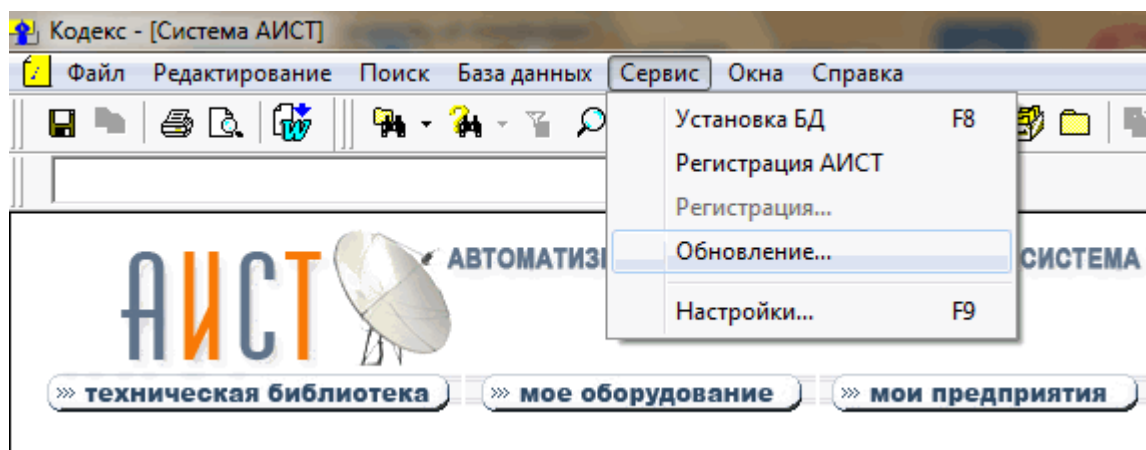 Кодекс - [Система АИСТ]
Файл Редактирование Поиск База данных Сервис Окна Справка
Установка БД F8
Регистрация АИСТ
Регистрация...
Обновление...
Настройки... F9
АИСТ
СИСТЕМА
техническая библиотека мое оборудование мои предприятия